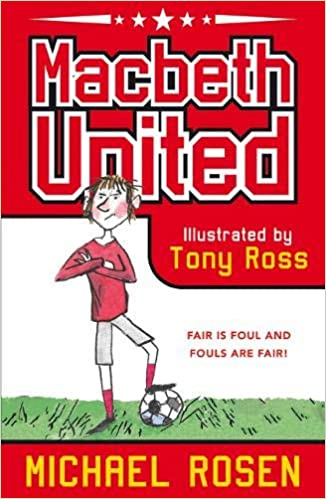 Macbeth
United
Illustrated by
Tony Ross
FAIR IS FOUL AND
FOULS ARE FAIR!
MICHAEL ROSEN